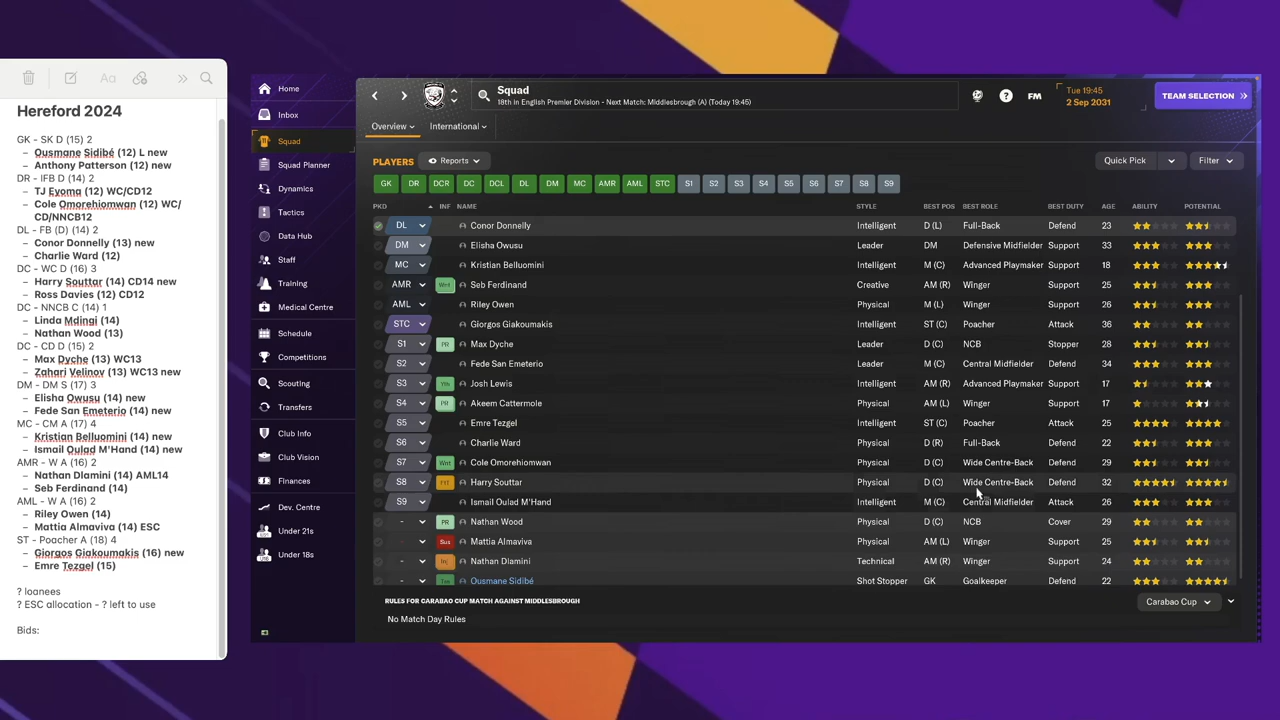 Aa
Hereford 2024
GK - SK D (15) 2
– Ousmane Sidibé (12) L new
– Anthony Patterson (12) new
DR - IFB D (14) 2
– TJ Eyoma (12) WC/CD12
– Cole Omorehiomwan (12) WC/
CD/NNCB12
DL - FB (D) (14) 2
– Conor Donnelly (13) new
– Charlie Ward (12)
DC - WC D (16) 3
– Harry Souttar (14) CD14 new
– Ross Davies (12) CD12
DC - NNCB C (14) 1
– Linda Mdingi (14)
– Nathan Wood (13)
DC - CD D (15) 2
– Max Dyche (13) WC13
– Zahari Velinov (13) WC13 new
DM - DM S (17) 3
– Elisha Owusu (14) new
– Fede San Emeterio (14) new
MC - CM A (17) 4
– Kristian Belluomini (14) new
– Ismail Oulad M'Hand (14) new
AMR - W A (16) 2
– Nathan Dlamini (14) AML14
– Seb Ferdinand (14)
AML - W A (16) 2
– Riley Owen (14)
– Mattia Almaviva (14) ESC
ST - Poacher A (18) 4
– Giorgos Giakoumakis (16) new
– Emre Tezgel (15)
? loanees
? ESC allocation - ? left to use
Bids:
Home
Inbox
Squad
Squad Planner
Dynamics
Tactics
Data Hub
Staff
Training
Medical Centre
Schedule
Competitions
Scouting
Transfers
Club Info
Club Vision
Finances
Dev. Centre
Under 21s
Under 18s
Squad
18th in English Premier Division - Next Match: Middlesbrough (A) (Today 19:45)
? FM
Tue 19:45
2 Sep 2031
TEAM SELECTION
Overview International
PLAYERS Reports Quick Pick Filter
GK DR DCR DC DCL DL DM MC AMR AML STC S1 S2 S3 S4 S5 S6 S7 S8 S9
PKD INF NAME STYLE BEST POS BEST ROLE BEST DUTY AGE ABILITY POTENTIAL
DL Conor Donnelly Intelligent D (L) Full-Back Defend 23
DM Elisha Owusu Leader DM Defensive Midfielder Support 33
MC Kristian Belluomini Intelligent M (C) Advanced Playmaker Support 18
AMR Wnt Seb Ferdinand Creative AM (R) Winger Support 25
AML Riley Owen Physical M (L) Winger Support 26
STC Giorgos Giakoumakis Intelligent ST (C) Poacher Attack 36
S1 PR Max Dyche Leader D (C) NCB Stopper 28
S2 Fede San Emeterio Leader M (C) Central Midfielder Defend 34
S3 Yth Josh Lewis Intelligent AM (R) Advanced Playmaker Support 17
S4 PR Akeem Cattermole Physical AM (L) Winger Support 17
S5 Emre Tezgel Intelligent ST (C) Poacher Attack 25
S6 Charlie Ward Physical D (R) Full-Back Defend 22
S7 Wnt Cole Omorehiomwan Physical D (C) Wide Centre-Back Defend 29
S8 Harry Souttar Physical D (C) Wide Centre-Back Defend 32
S9 Ismail Oulad M'Hand Intelligent M (C) Central Midfielder Attack 26
- PR Nathan Wood Physical D (C) NCB Cover 29
- Sus Mattia Almaviva Physical AM (L) Winger Support 25
- Inj Nathan Dlamini Technical AM (R) Winger Support 24
- Ousmane Sidibé Shot Stopper GK Goalkeeper Defend 22
RULES FOR CARABAO CUP MATCH AGAINST MIDDLESBROUGH Carabao Cup
No Match Day Rules